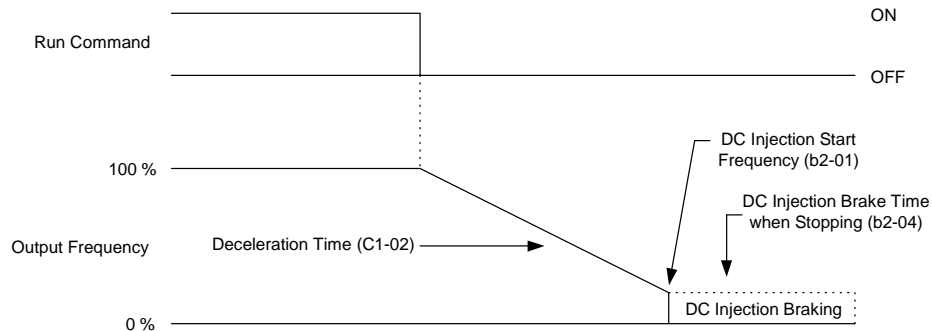 ON
Run Command
OFF
DC Injection Start
Frequency (b2-01)
100 %
DC Injection Brake Time
when Stopping (b2-04)
Output Frequency
Deceleration Time (C1-02)
DC Injection Braking
0 %